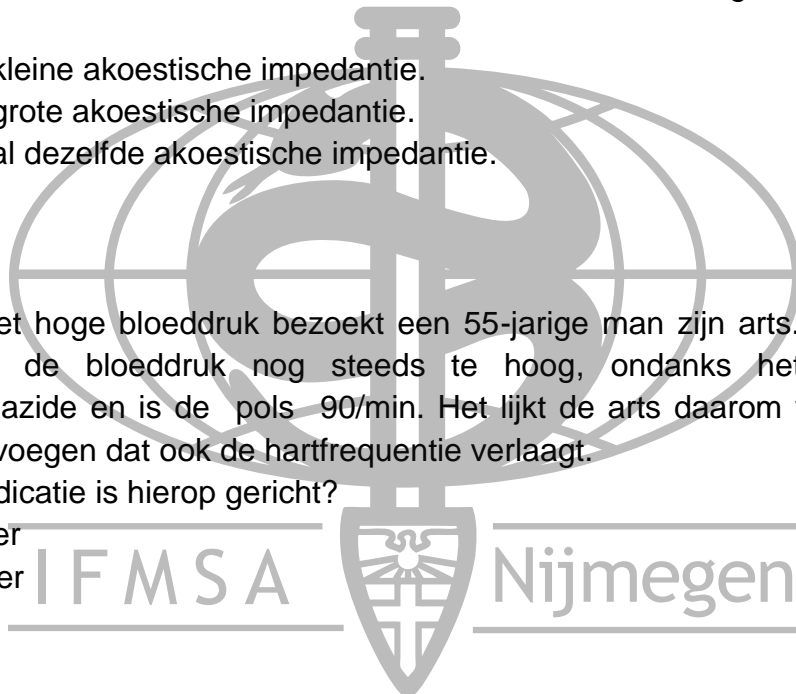 kleine akoestische impedantie.
grote akoestische impedantie.
al dezelfde akoestische impedantie.
et hoge bloeddruk bezoekt een 55-jarige man zijn arts.
de bloeddruk nog steeds te hoog, ondanks het
azide en is de pols 90/min. Het lijkt de arts daarom
voegen dat ook de hartfrequentie verlaagt.
dicatie is hierop gericht?
er
er
IFMSA Nijmegen